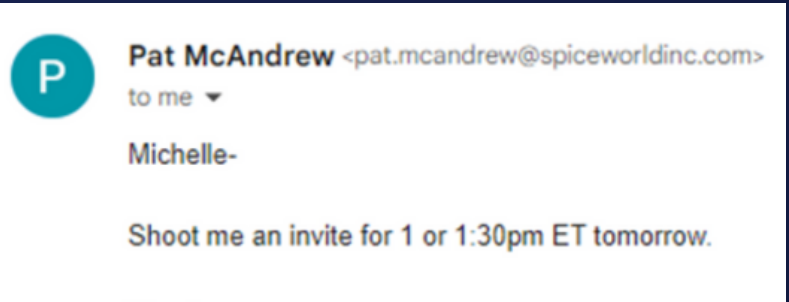 P
Pat McAndrew <pat.mcandrew@spiceworldinc.com>
to me
Michelle-
Shoot me an invite for 1 or 1:30pm ET tomorrow.